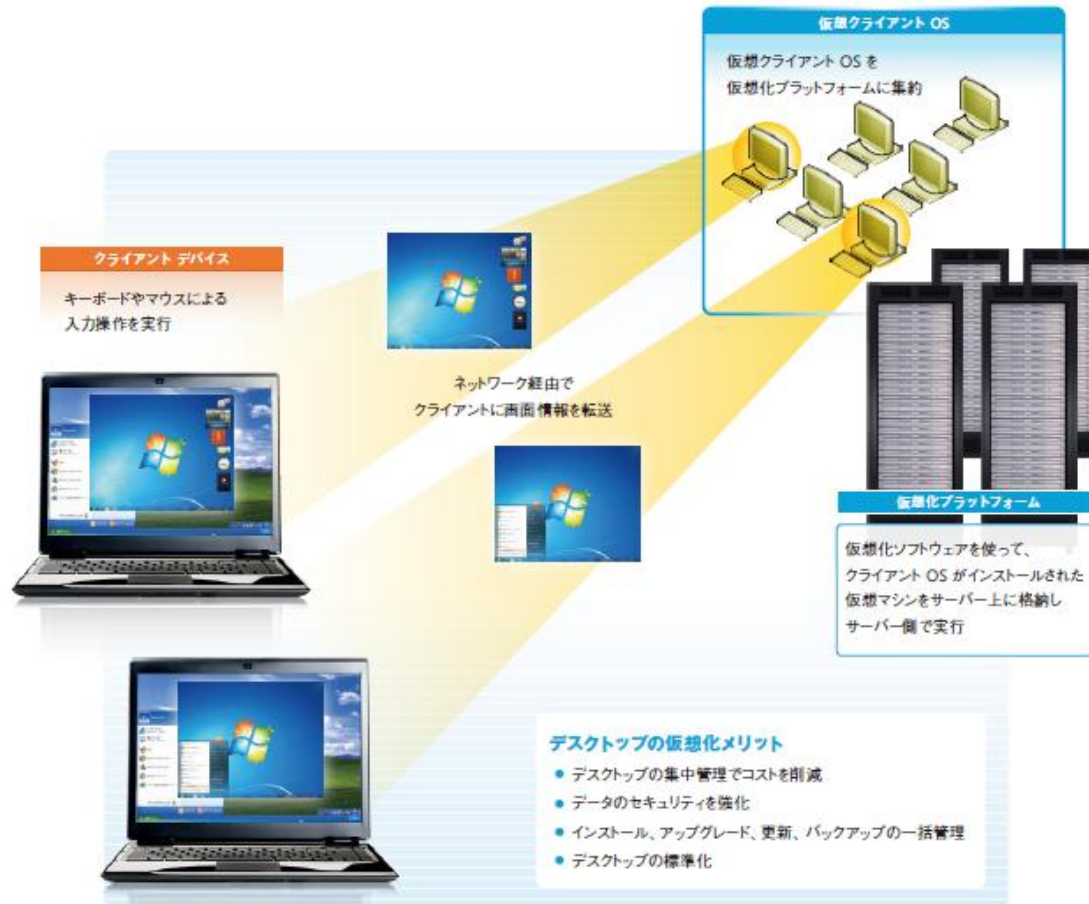 仮想クライアント OS
仮想クライアント OS を
仮想化プラットフォームに集約
クライアント デバイス
キーボードやマウスによる
入力操作を実行
ネットワーク経由で
クライアントに画面情報を転送
仮想化プラットフォーム
仮想化ソフトウェアを使って、
クライアント OS がインストールされた
仮想マシンをサーバー上に格納し
サーバー側で実行
デスクトップの仮想化メリット
● デスクトップの集中管理でコストを削減
● データのセキュリティを強化
● インストール、アップグレード、更新、バックアップの一括管理
● デスクトップの標準化